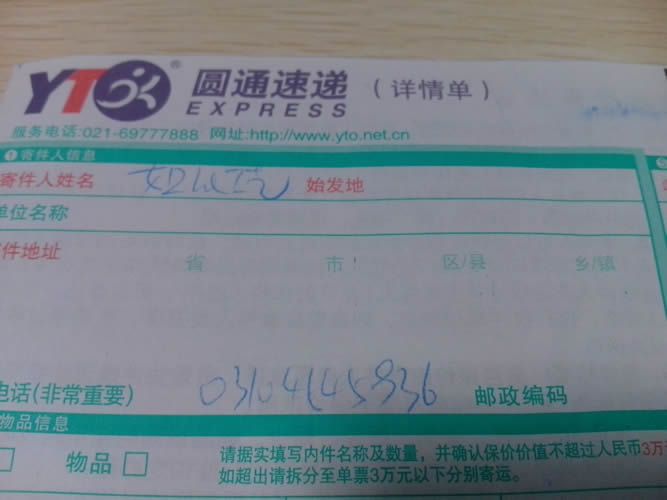 YTO® 圆通速递 (详情单)
EXPRESS
服务电话:021-69777888 网址:http://www.yto.net.cn
❶寄件人信息
寄件人姓名 始发地
单位名称
件地址 省 市 区/县 乡/镇
电话(非常重要) 邮政编码
物品信息
物品 请据实填写内件名称及数量，并确认保价价值不超过人民币3万
如超出请拆分至单票3万元以下分别寄运。